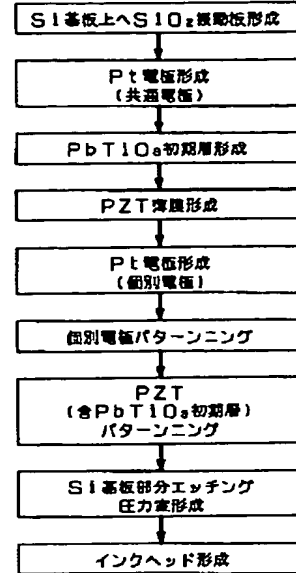 Si基板上へSiO₂振動板形成
Pt電極形成
(共通電極)
PbTiO₃初期層形成
PZT薄膜形成
Pt電極形成
(個別電極)
個別電極パターンニング
PZT
(含PbTiO₃初期層)
パターンニング
Si基板部分エッチング
圧力室形成
インクヘッド形成